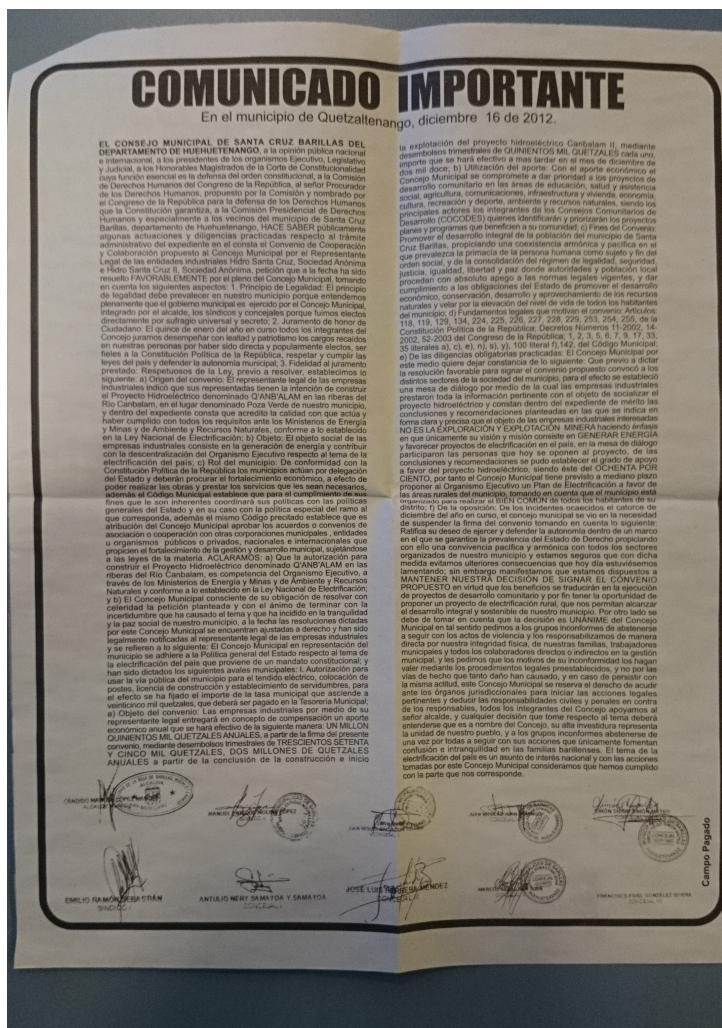 COMUNICADO IMPORTANTE
En el municipio de Quetzaltenango, diciembre 16 de 2012.
EL CONSEJO MUNICIPAL DE SANTA CRUZ BARILLAS DEL
DEPARTAMENTO DE HUEHUETENANGO, a la opinión pública nacional
e internacional, a los presidentes de los organismos Ejecutivo, Legislativo
y Judicial, a los Honorables Magistrados de la Corte de Constitucionalidad
cuya función esencial es la defensa del orden constitucional, a la Comisión
de Derechos Humanos del Congreso de la República, al señor Procurador
de los Derechos Humanos, propuesto por la Comisión y nombrado por
el Congreso de la República para la defensa de los Derechos Humanos
que la Constitución garantiza, a la Comisión Presidencial de Derechos
Humanos y especialmente a los vecinos del municipio de Santa Cruz
Barillas, departamento de Huehuetenango, HACE SABER públicamente
algunas actuaciones y diligencias practicadas respecto al trámite
administrativo del expediente en el consta el Convenio de Cooperación
y Colaboración propuesto al Concejo Municipal por el Representante
Legal de las entidades industriales Hidro Santa Cruz, Sociedad Anónima
e Hidro Santa Cruz II, Sociedad Anónima, petición que a la fecha ha sido
resuelto FAVORABLEMENTE por el pleno del Concejo Municipal, tomando
en cuenta los siguientes aspectos: 1. Principio de Legalidad: El principio
de legalidad debe prevalecer en nuestro municipio porque entendemos
plenamente que el gobierno municipal es ejercido por el Concejo Municipal,
integrado por el alcalde, los síndicos y concejales porque fuimos electos
directamente por sufragio universal y secreto; 2. Juramento de honor de
Ciudadano: El quince de enero del año en curso todos los integrantes del
Concejo juramos desempeñar con lealtad y patriotismo los cargos recaídos
en nuestras personas por haber sido directa y popularmente electos, ser
fieles a la Constitución Política de la República, respetar y cumplir las
leyes del país y defender la autonomía municipal; 3. Fidelidad al juramento
prestado: Respetuosos de la Ley, previo a resolver, establecimos lo
siguiente: a) Origen del convenio: El representante legal de las empresas
industriales indicó que sus representadas tienen la intención de construir
el Proyecto Hidroeléctrico denominado Q'ANB'ALAM en las riberas del
Río Canbalam, en el lugar denominado Poza Verde de nuestro municipio,
y dentro del expediente consta que acredito la calidad con que actúa y
haber cumplido con todos los requisitos ante los Ministerios de Energía
y Minas y de Ambiente y Recursos Naturales, conforme a lo establecido
en la Ley Nacional de Electrificación; b) Objeto: El objeto social de las
empresas industriales consiste en la generación de energía y contribuir
con la descentralización del Organismo Ejecutivo respecto al tema de la
electrificación del país; c) Rol del municipio: De conformidad con la
Constitución Política de la República los municipios actúan por delegación
del Estado y deberán procurar el fortalecimiento económico, a efecto de
poder realizar las obras y prestar los servicios que les sean necesarios,
además el Código Municipal establece que para el cumplimiento de sus
fines que le son inherentes coordinará sus políticas con las políticas
generales del Estado y en su caso con la política especial del ramo al
que corresponda, además el mismo Código precitado establece que es
atribución del Concejo Municipal aprobar los acuerdos o convenios de
asociación o cooperación con otras corporaciones municipales , entidades
u organismos públicos o privados, nacionales e internacionales que
propicien el fortalecimiento de la gestión y desarrollo municipal, sujetándose
a las leyes de la materia. ACLARAMOS: a) Que la autorización para
construir el Proyecto Hidroeléctrico denominado Q'ANB'ALAM en las
riberas del Río Canbalam, es competencia del Organismo Ejecutivo, a
través de los Ministerios de Energía y Minas y de Ambiente y Recursos
Naturales y conforme a lo establecido en la Ley Nacional de Electrificación;
y b) El Concejo Municipal consciente de su obligación de resolver con
celeridad la petición planteada y con el ánimo de terminar con la
incertidumbre que ha causado el tema y que ha incidido en la tranquilidad
y la paz social de nuestro municipio, a la fecha las resoluciones dictadas
por este Concejo Municipal se encuentran ajustadas a derecho y han sido
legalmente notificadas al representante legal de las empresas industriales
y se refieren a lo siguiente: El Concejo Municipal en representación del
municipio se adhiere a la Política general del Estado respecto al tema de
la electrificación del país que proviene de un mandato constitucional; y
han sido dictados los siguientes avales municipales: I. Autorización para
usar la vía pública del municipio para el tendido eléctrico, colocación de
postes, licencia de construcción y establecimiento de servidumbres, para
el efecto se ha fijado el importe de la tasa municipal que asciende a
veinticinco mil quetzales, que deberá ser pagado en la Tesorería Municipal;
a) Objeto del convenio: Las empresas industriales por medio de su
representante legal entregará en concepto de compensación un aporte
económico anual que se hará efectivo de la siguiente manera: UN MILLON
QUINIENTOS MIL QUETZALES ANUALES, a partir de la firma del presente
convenio, mediante desembolsos trimestrales de TRESCIENTOS SETENTA
Y CINCO MIL QUETZALES, DOS MILLONES DE QUETZALES
ANUALES a partir de la conclusión de la construcción e inicio
la explotación del proyecto hidroeléctrico Canbalam II, mediante
desembolsos trimestrales de QUINIENTOS MIL QUETZALES cada uno,
importe que se hará efectivo a mas tardar en el mes de diciembre de
dos mil doce; b) Utilización del aporte: Con el aporte económico el
Concejo Municipal se compromete a dar prioridad a los proyectos de
desarrollo comunitario en las áreas de educación, salud y asistencia
social, agricultura, comunicaciones, infraestructura y vivienda, economía,
cultura, recreación y deporte, ambiente y recursos naturales, siendo los
principales actores los integrantes de los Consejos Comunitarios de
Desarrollo (COCODES) quienes identificarán y priorizarán los proyectos
planes y programas que beneficien a su comunidad; c) Fines del Convenio:
Promover el desarrollo integral de la población del municipio de Santa
Cruz Barillas, propiciando una coexistencia armónica y pacífica en el
que prevalezca la primacía de la persona humana como sujeto y fin del
orden social, y de la consolidación del régimen de legalidad, seguridad,
justicia, igualdad, libertad y paz donde autoridades y población local
procedan con absoluto apego a las normas legales vigentes, y dar
cumplimiento a las obligaciones del Estado de promover el desarrollo
económico, conservación, desarrollo y aprovechamiento de los recursos
naturales y velar por la elevación del nivel de vida de todos los habitantes
del municipio; d) Fundamentos legales que motivan el convenio: Artículos:
118, 119, 129, 134, 224, 225, 226, 227, 228, 229, 253, 254, 255, de la
Constitución Política de la República; Decretos Números 11-2002, 14-
2002, 52-2003 del Congreso de la República; 1, 2, 3, 5, 6, 7, 9, 17, 33,
35 literales a), c), e), n), s), y), 100 literal f),142, del Código Municipal;
e) De las diligencias obligatorias practicadas: El Concejo Municipal por
este medio quiere dejar constancia de lo siguiente: Que previo a dictar
la resolución favorable para signar el convenio propuesto convocó a los
distintos sectores de la sociedad del municipio, para el efecto se estableció
una mesa de diálogo por medio de la cual las empresas industriales
prestaron toda la información pertinente con el objeto de socializar el
proyecto hidroeléctrico y constan dentro del expediente de mérito las
conclusiones y recomendaciones planteadas en las que se indica en
forma clara y precisa que el objeto de las empresas industriales interesadas
NO ES LA EXPLORACIÓN Y EXPLOTACIÓN MINERA haciendo énfasis
en que únicamente su visión y misión consiste en GENERAR ENERGÍA
y favorecer proyectos de electrificación en el país, en la mesa de diálogo
participaron las personas que hoy se oponen al proyecto, de las
conclusiones y recomendaciones se pudo establecer el grado de apoyo
a favor del proyecto hidroeléctrico, siendo éste del OCHENTA POR
CIENTO, por tanto el Concejo Municipal tiene previsto a mediano plazo
proponer al Organismo Ejecutivo un Plan de Electrificación a favor de
las áreas rurales del municipio, tomando en cuenta que el municipio está
organizado para realizar el BIEN COMÚN de todos los habitantes de su
distrito; f) De la oposición: De los incidentes ocaecidos el catorce de
diciembre del año en curso, el concejo municipal se vio en la necesidad
de suspender la firma del convenio tomando en cuenta lo siguiente:
Ratifica su deseo de ejercer y defender la autonomía dentro de un marco
en el que se garantice la prevalencia del Estado de Derecho propiciando
con ello una convivencia pacífica y armónica con todos los sectores
organizados de nuestro municipio y estamos seguros que con dicha
medida evitamos ulteriores consecuencias que hoy día estuviésemos
lamentando; sin embargo manifestamos que estamos dispuestos a
MANTENER NUESTRA DECISIÓN DE SIGNAR EL CONVENIO
PROPUESTO en virtud que los beneficios se traducirán en la ejecución
de proyectos de desarrollo comunitario y por fin tener la oportunidad de
proponer un proyecto de electrificación rural, que nos permitan alcanzar
el desarrollo integral y sostenible de nuestro municipio. Por otro lado se
debe de tomar en cuenta que la decisión es UNÁNIME del Concejo
Municipal en tal sentido pedimos a los grupos inconformes de abstenerse
a seguir con los actos de violencia y los responsabilizamos de manera
directa por nuestra integridad física, de nuestras familias, trabajadores
municipales y todos los colaboradores directos o indirectos en la gestión
municipal, y les pedimos que los motivos de su inconformidad los hagan
valer mediante los procedimientos legales preestablecidos, y no por las
vías de hecho que tanto daño han causado, y en caso de persistir con
la misma actitud, este Concejo Municipal se reserva el derecho de acudir
ante los órganos jurisdiccionales para iniciar las acciones legales
pertinentes y deducir las responsabilidades civiles y penales en contra
de los responsables, todos los integrantes del Concejo apoyamos al
señor alcalde, y cualquier decisión que tome respecto al tema deberá
entenderse que es a nombre del Concejo, su alta investidura representa
la unidad de nuestro pueblo, y a los grupos inconformes abstenerse de
una vez por todas a seguir con sus acciones que únicamente fomentan
confusión e intranquilidad en las familias barillenses. El tema de la
electrificación del país es un asunto de interés nacional y con las acciones
tomadas por este Concejo Municipal consideramos que hemos cumplido
con la parte que nos corresponde.
EMILIO RAMÓN SEBASTIÁN
SINDICO I
ANTULIO NERY SAMAYOA Y SAMAYOA
CONCEJAL I
JOSÉ LUIS HERRERA MÉNDEZ
Campo Pagado